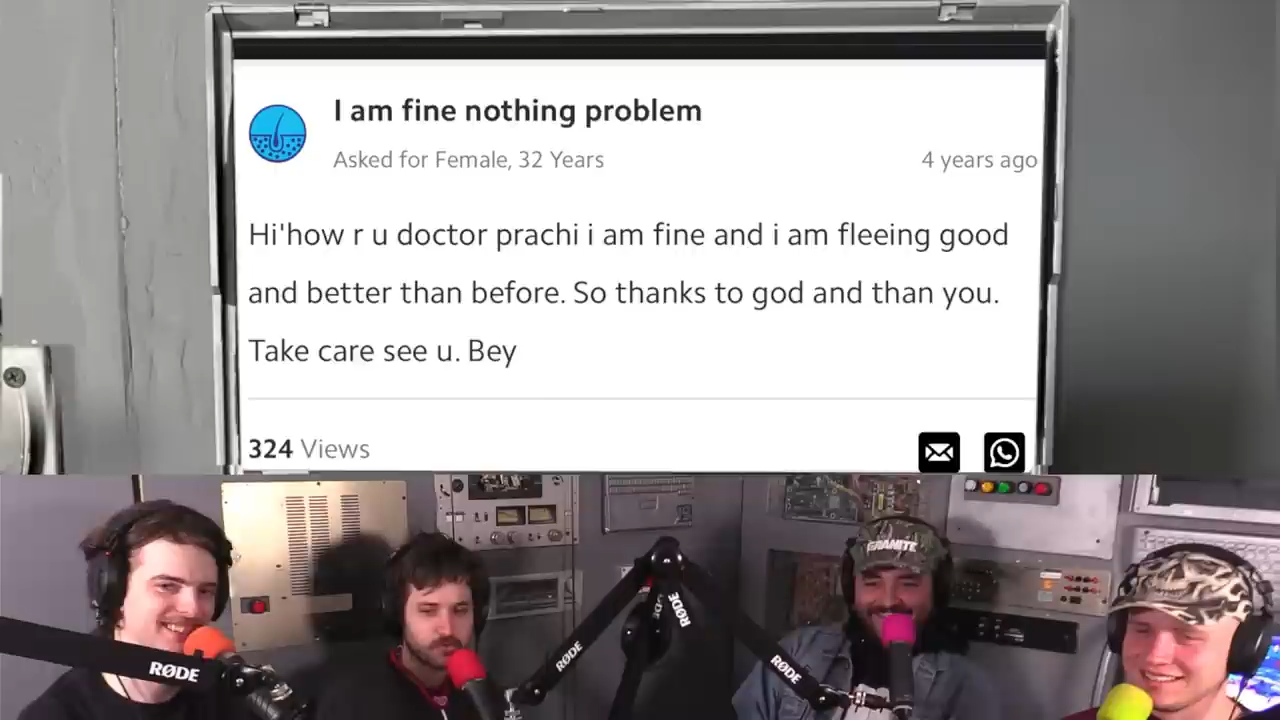 I am fine nothing problem
Asked for Female, 32 Years
4 years ago
Hi'how r u doctor prachi i am fine and i am fleeing good
and better than before. So thanks to god and than you.
Take care see u. Bey
324 Views
GRANITE
RØDE
RØDE
RØDE
RØDE